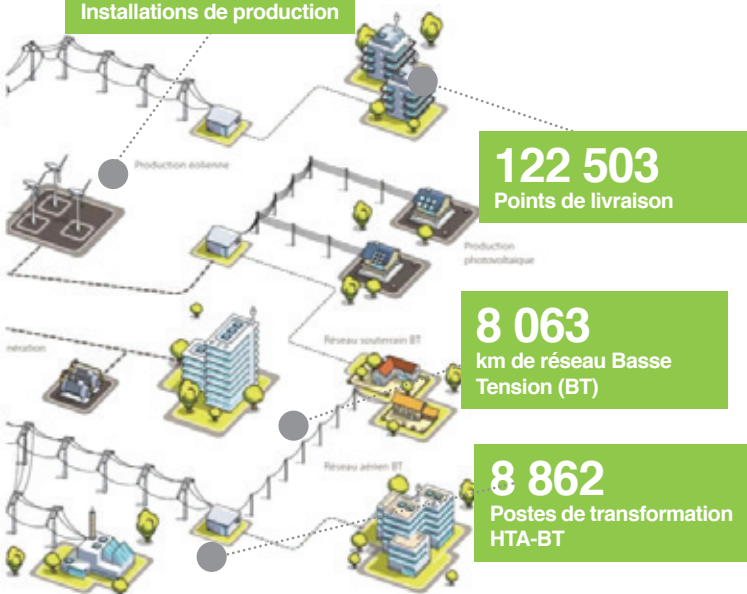 Installations de production
Production éolienne
122 503
Points de livraison
Production
photovoltaïque
8 063
km de réseau Basse
Tension (BT)
Réseau souterrain BT
nération
Réseau aérien BT
8 862
Postes de transformation
HTA-BT